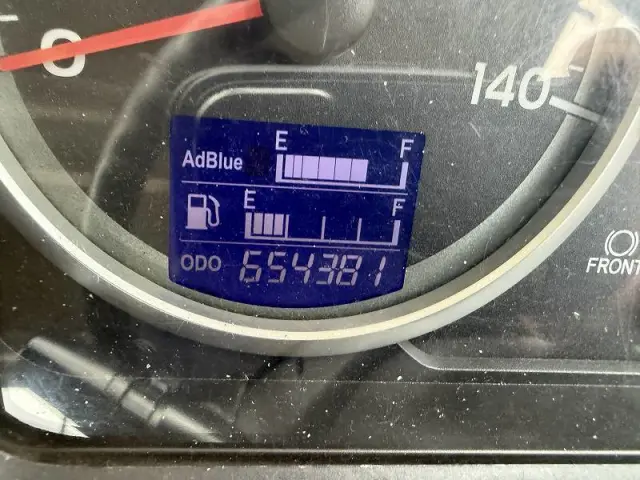 0
140
E F
AdBlue
E F
ODO 654381
FRONT